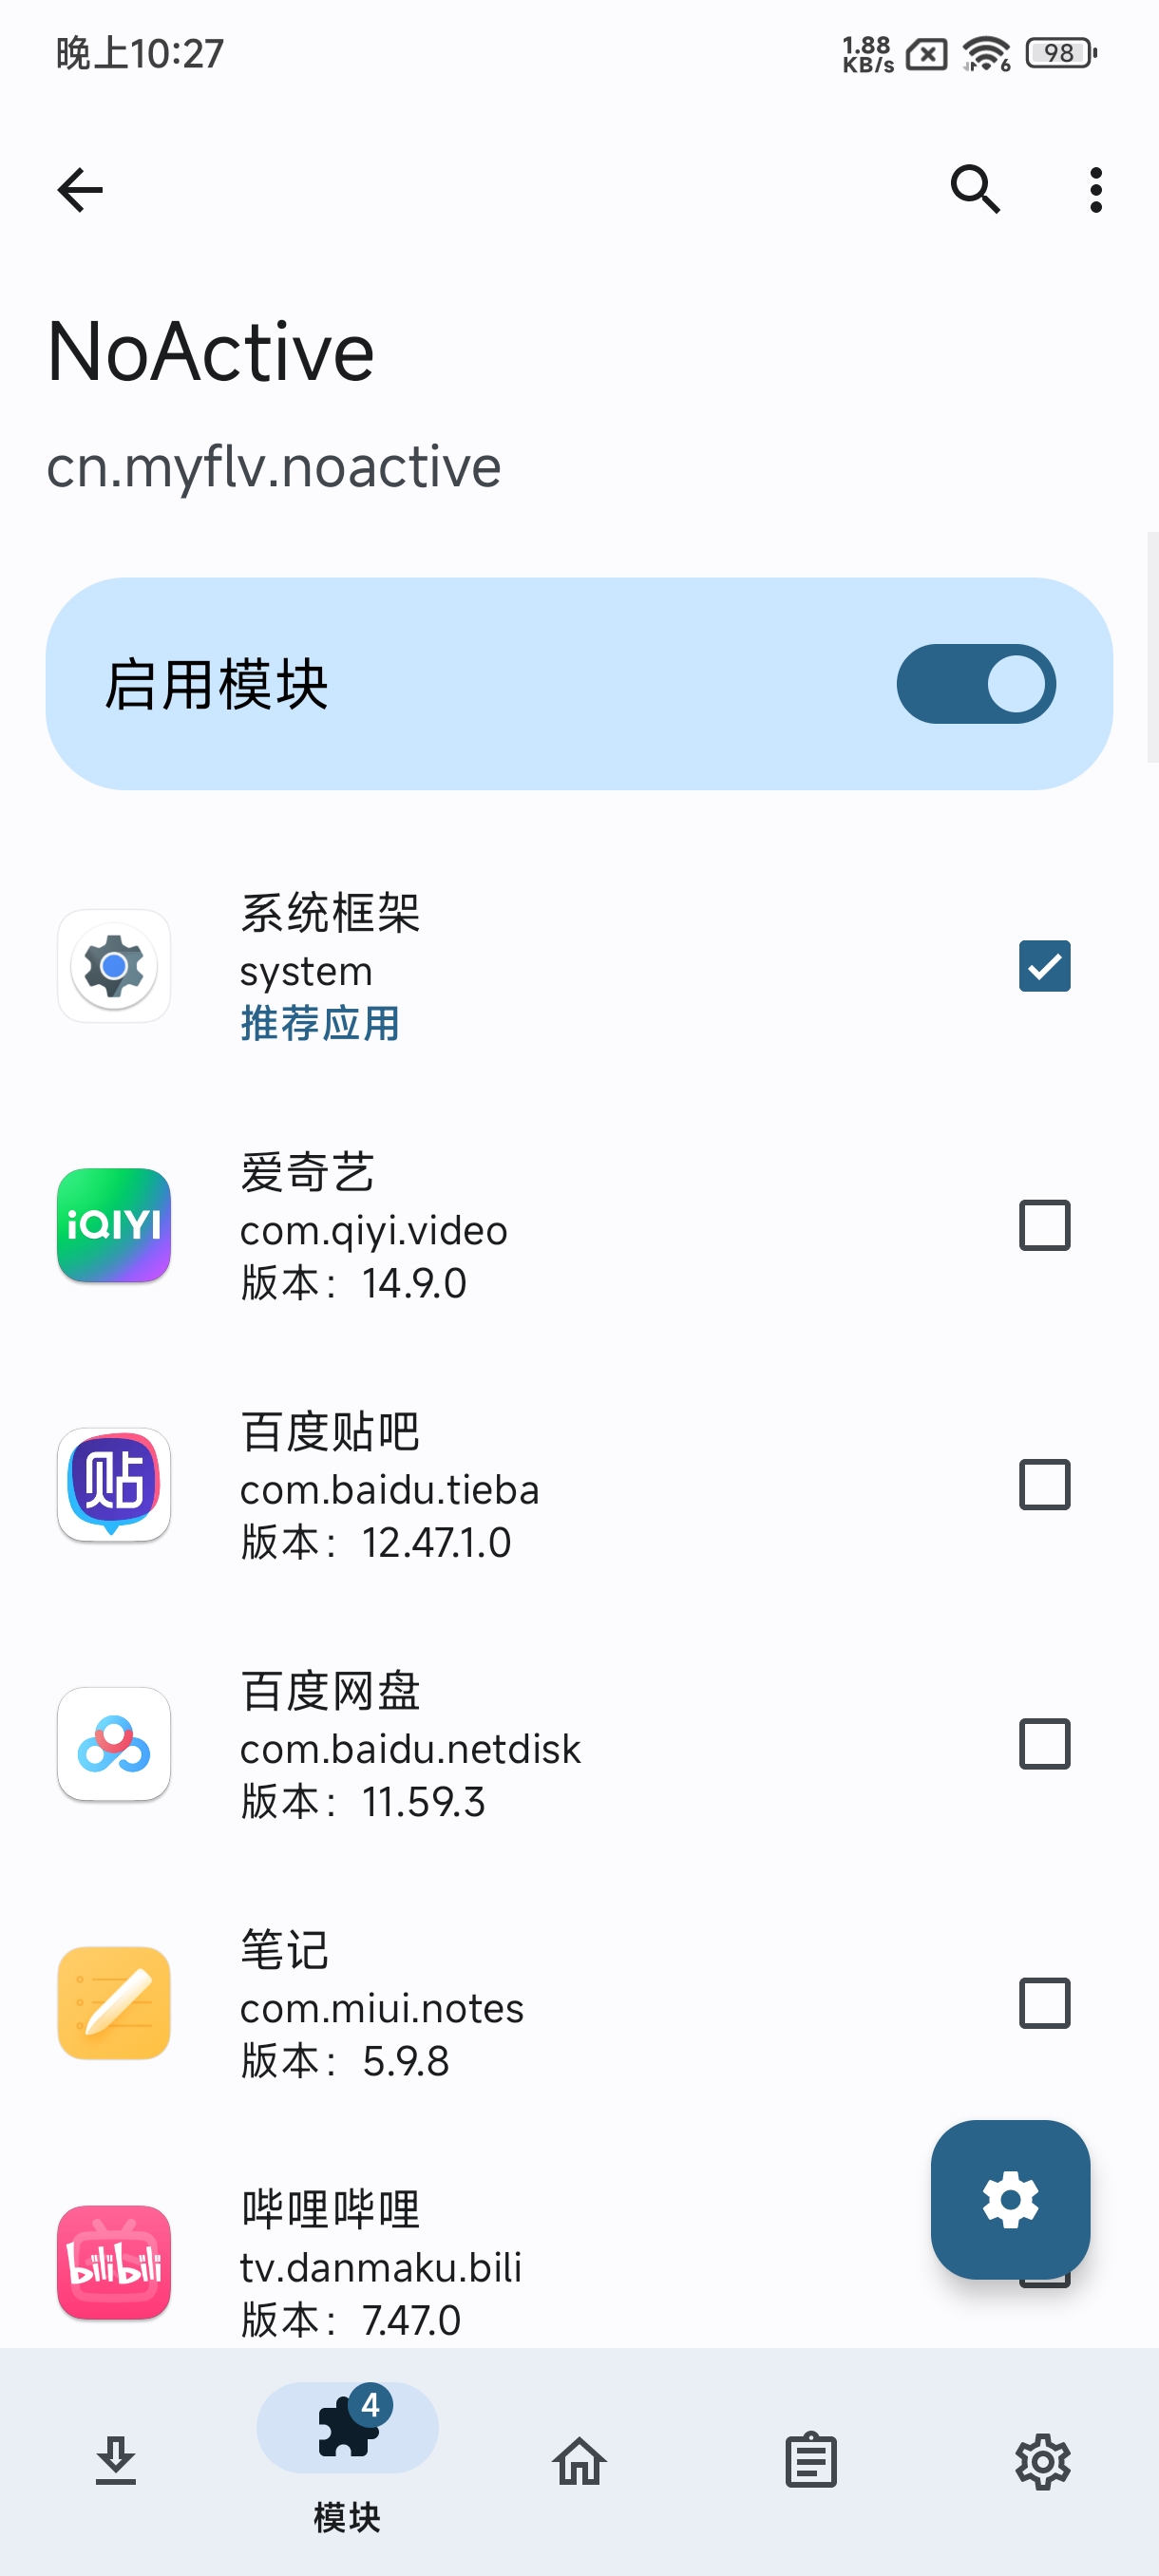 晚上10:27
1.88
KB/s
6
98
NoActive
cn.myflv.noactive
启用模块
系统框架
system
推荐应用
iQIYI
爱奇艺
com.qiyi.video
版本：14.9.0
贴
百度贴吧
com.baidu.tieba
版本：12.47.1.0
百度网盘
com.baidu.netdisk
版本：11.59.3
笔记
com.miui.notes
版本：5.9.8
bilibili
哔哩哔哩
tv.danmaku.bili
版本：7.47.0
4
模块